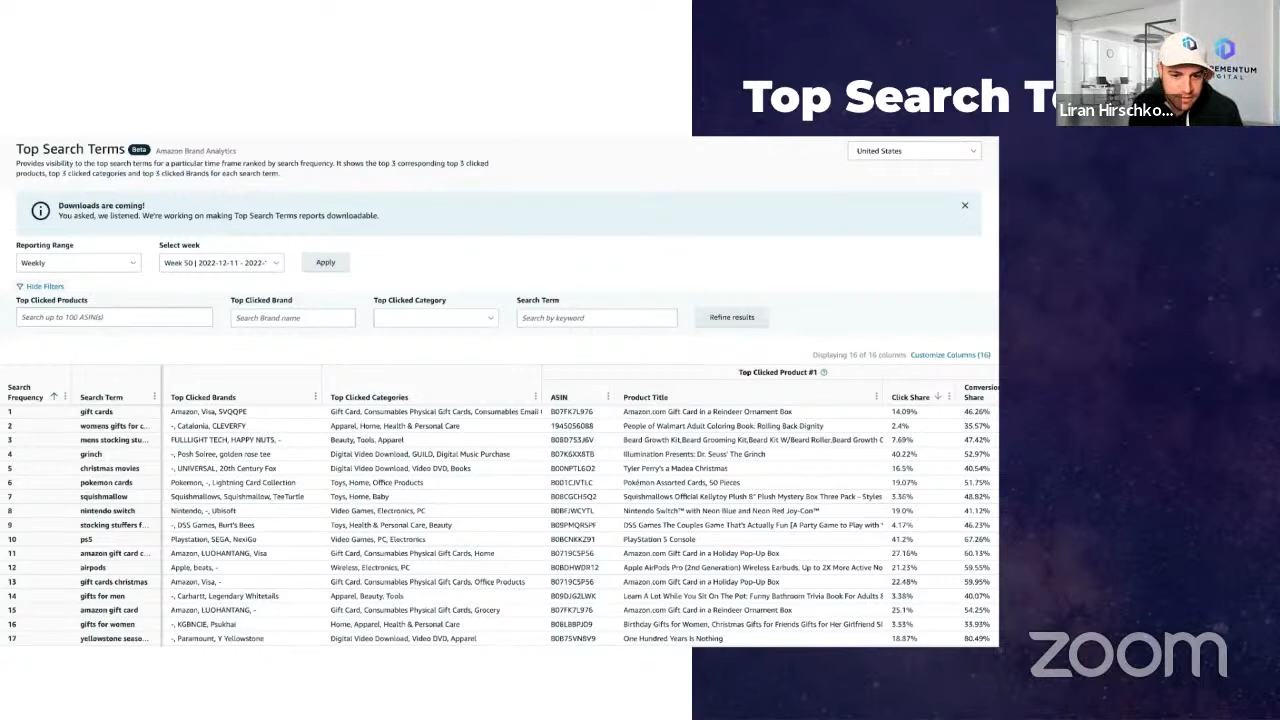 Top Search T
Liran Hirschko...
Top Search Terms Beta Amazon Brand Analytics
Provides visibility to the top search terms for a particular time frame ranked by search frequency. It shows the top 3 corresponding top 3 clicked
products, top 3 clicked categories and top 3 clicked Brands for each search term.
United States
Downloads are coming!
You asked, we listened. We're working on making Top Search Terms reports downloadable.
Reporting Range
Select week
Weekly
Week 50 | 2022-12-11 - 2022-
Apply
Hide Filters
Top Clicked Products
Top Clicked Brand
Top Clicked Category
Search Term
Search up to 100 ASIN(s)
Search Brand name
Search by keyword
Refine results
Displaying 16 of 16 columns Customize Columns (16)
Top Clicked Product #1
Search Frequency Search Term Top Clicked Brands Top Clicked Categories ASIN Product Title Click Share Conversion Share
1 gift cards Amazon, Visa, SVQQPE Gift Card, Consumables Physical Gift Cards, Consumables Email B07FK7L976 Amazon.com Gift Card in a Reindeer Ornament Box 14.09% 46.26%
2 womens gifts for c... -, Catalonia, CLEVERFY Apparel, Home, Health & Personal Care 1945056088 People of Walmart Adult Coloring Book: Rolling Back Dignity 2.4% 35.57%
3 mens stocking stu... FULLLIGHT TECH, HAPPY NUTS, - Beauty, Tools, Apparel B08D753J6V Beard Growth Kit,Beard Grooming Kit,Beard Kit W/Beard Roller,Beard Growth 7.69% 47.42%
4 grinch -, Posh Soiree, golden rose tee Digital Video Download, GUILD, Digital Music Purchase B07K6XX8TB Illumination Presents: Dr. Seuss' The Grinch 40.22% 52.97%
5 christmas movies -, UNIVERSAL, 20th Century Fox Digital Video Download, Video DVD, Books B00NPTL6O2 Tyler Perry's a Madea Christmas 16.5% 40.54%
6 pokemon cards Pokemon, -, Lightning Card Collection Toys, Home, Office Products B001CJVTLC Pokémon Assorted Cards, 50 Pieces 19.07% 51.75%
7 squishmallow Squishmallows, Squishmallow, TeeTurtle Toys, Home, Baby B08CGCH5Q2 Squishmallows Official Kellytoy Plush 8" Plush Mystery Box Three Pack – Styles 3.36% 48.82%
8 nintendo switch Nintendo, -, Ubisoft Video Games, Electronics, PC B0BFJWCYTL Nintendo Switch™ with Neon Blue and Neon Red Joy-Con™ 19.0% 41.12%
9 stocking stuffers f... -, DSS Games, Burt's Bees Toys, Health & Personal Care, Beauty B09PMQRSPF DSS Games The Couples Game That's Actually Fun [A Party Game to Play with 4.17% 46.23%
10 ps5 Playstation, SEGA, NexiGo Video Games, PC, Electronics B0BCNKKZ91 PlayStation 5 Console 41.2% 67.26%
11 amazon gift card c... Amazon, LUOHANTANG, Visa Gift Card, Consumables Physical Gift Cards, Home B0719C5P56 Amazon.com Gift Card in a Holiday Pop-Up Box 27.16% 60.13%
12 airpods Apple, beats, - Wireless, Electronics, PC B0BDHWDR12 Apple AirPods Pro (2nd Generation) Wireless Earbuds, Up to 2X More Active No 21.23% 59.55%
13 gift cards christmas Amazon, Visa, - Gift Card, Consumables Physical Gift Cards, Office Products B0719C5P56 Amazon.com Gift Card in a Holiday Pop-Up Box 22.48% 59.95%
14 gifts for men -, Carhartt, Legendary Whitetails Apparel, Beauty, Tools B09DJG2LWK Learn A Lot While You Sit On The Pot: Funny Bathroom Trivia Book For Adults 3.38% 40.07%
15 amazon gift card Amazon, LUOHANTANG, - Gift Card, Consumables Physical Gift Cards, Grocery B07FK7L976 Amazon.com Gift Card in a Reindeer Ornament Box 25.1% 54.25%
16 gifts for women -, KGBNCIE, Psukhai Home, Apparel, Health & Personal Care B0BLBBPJD9 Birthday Gifts for Women, Christmas Gifts for Friends Gifts for Her Girlfriend Si 3.53% 33.93%
17 yellowstone seaso... -, Paramount, Y Yellowstone Digital Video Download, Video DVD, Apparel B0B75VN8V9 One Hundred Years Is Nothing 18.87% 80.49%
zoom